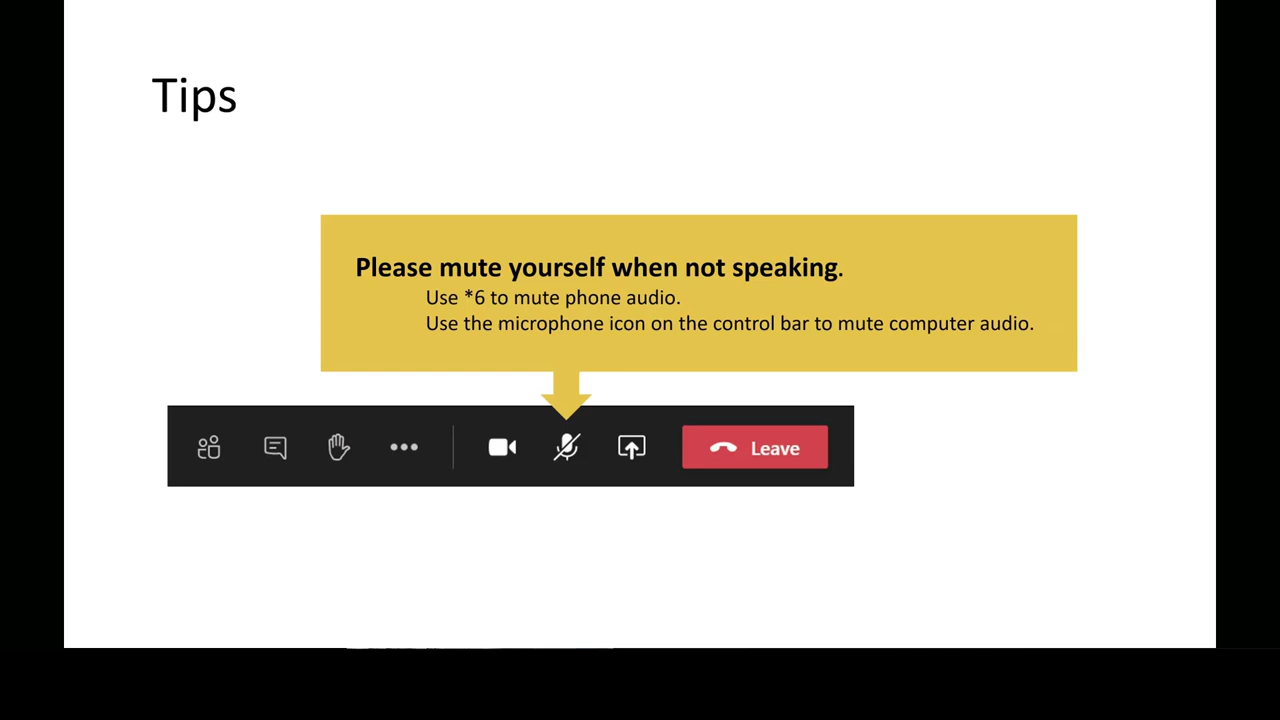 Tips
Please mute yourself when not speaking.
Use *6 to mute phone audio.
Use the microphone icon on the control bar to mute computer audio.
Leave